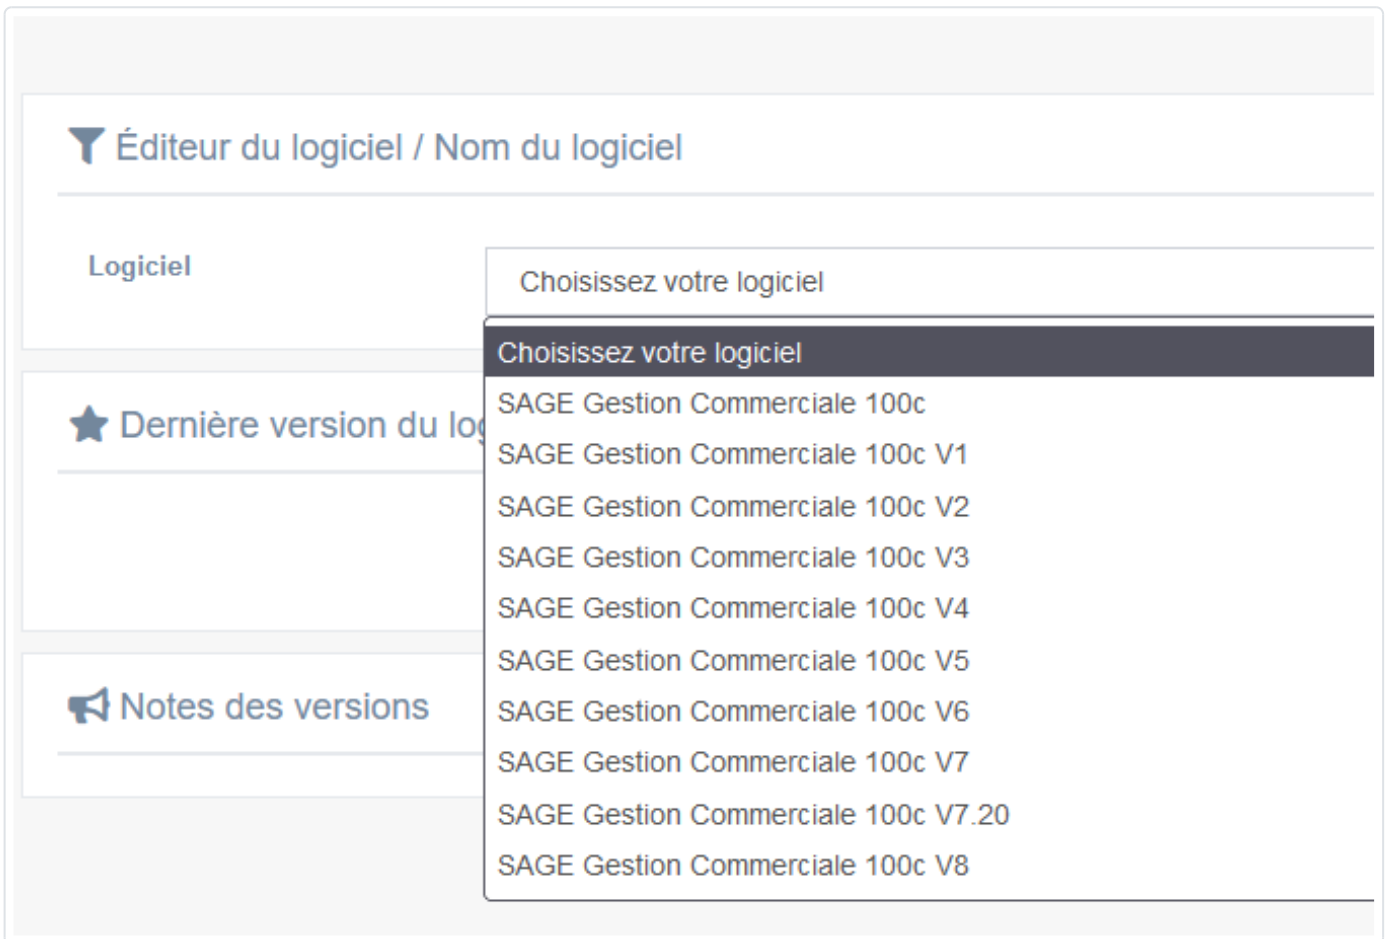 Éditeur du logiciel / Nom du logiciel
Logiciel
Choisissez votre logiciel
Choisissez votre logiciel
SAGE Gestion Commerciale 100c
SAGE Gestion Commerciale 100c V1
SAGE Gestion Commerciale 100c V2
SAGE Gestion Commerciale 100c V3
SAGE Gestion Commerciale 100c V4
SAGE Gestion Commerciale 100c V5
SAGE Gestion Commerciale 100c V6
SAGE Gestion Commerciale 100c V7
SAGE Gestion Commerciale 100c V7.20
SAGE Gestion Commerciale 100c V8
Dernière version du
Notes des versions